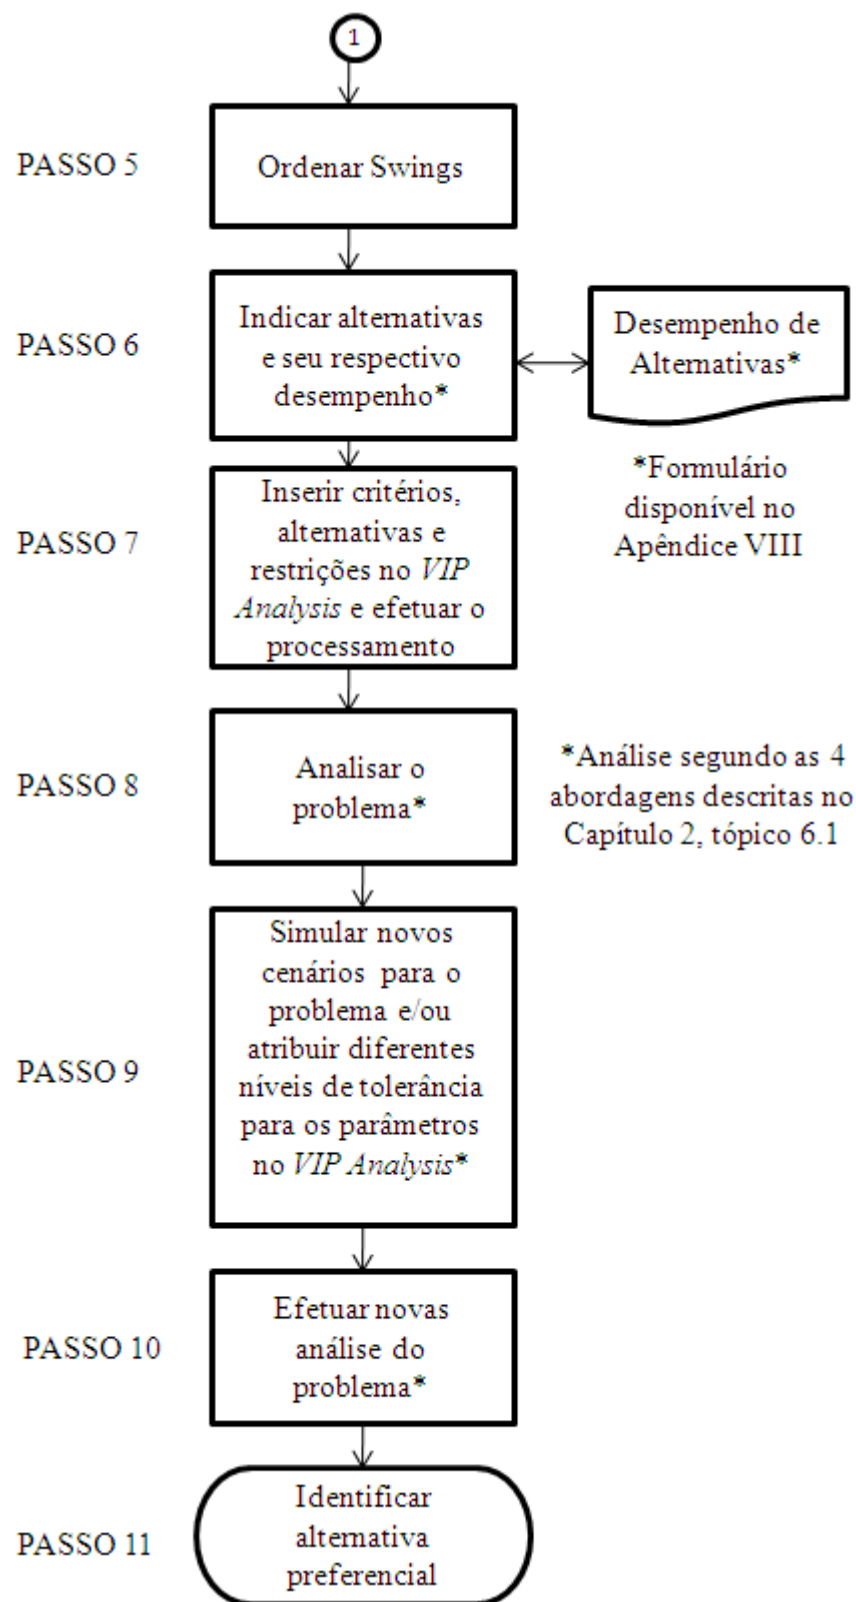 1
PASSO 5
Ordenar Swings
PASSO 6
Indicar alternativas
e seu respectivo
desempenho*
Desempenho de
Alternativas*
*Formulário
disponível no
Apêndice VIII
PASSO 7
Inserir critérios,
alternativas e
restrições no VIP
Analysis e efetuar o
processamento
PASSO 8
Analisar o
problema*
*Análise segundo as 4
abordagens descritas no
Capítulo 2, tópico 6.1
PASSO 9
Simular novos
cenários para o
problema e/ou
atribuir diferentes
níveis de tolerância
para os parâmetros
no VIP Analysis*
PASSO 10
Efetuar novas
análise do
problema*
PASSO 11
Identificar
alternativa
preferencial